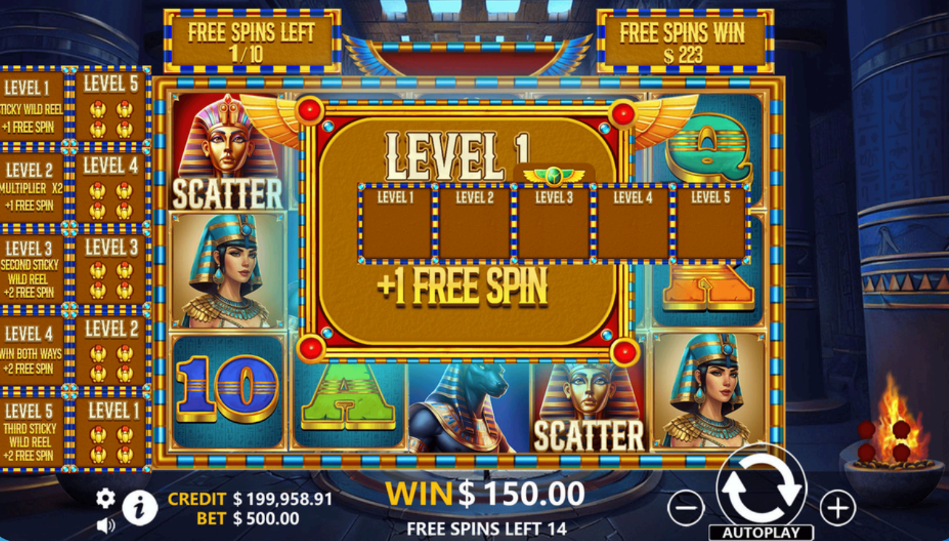 FREE SPINS LEFT
1/10
FREE SPINS WIN
$ 223
LEVEL 1
STICKY WILD REEL
+1 FREE SPIN
LEVEL 2
MULTIPLIER X2
+1 FREE SPIN
LEVEL 3
SECOND STICKY
WILD REEL
+2 FREE SPIN
LEVEL 4
WIN BOTH WAYS
+2 FREE SPIN
LEVEL 5
THIRD STICKY
WILD REEL
+2 FREE SPIN
LEVEL 5
LEVEL 4
LEVEL 3
LEVEL 2
LEVEL 1
SCATTER
10
A
SCATTER
Q
A
LEVEL 1
LEVEL 1
LEVEL 2
LEVEL 3
LEVEL 4
LEVEL 5
+1 FREE SPIN
CREDIT $ 199,958.91
BET $ 500.00
WIN $ 150.00
FREE SPINS LEFT 14
AUTOPLAY